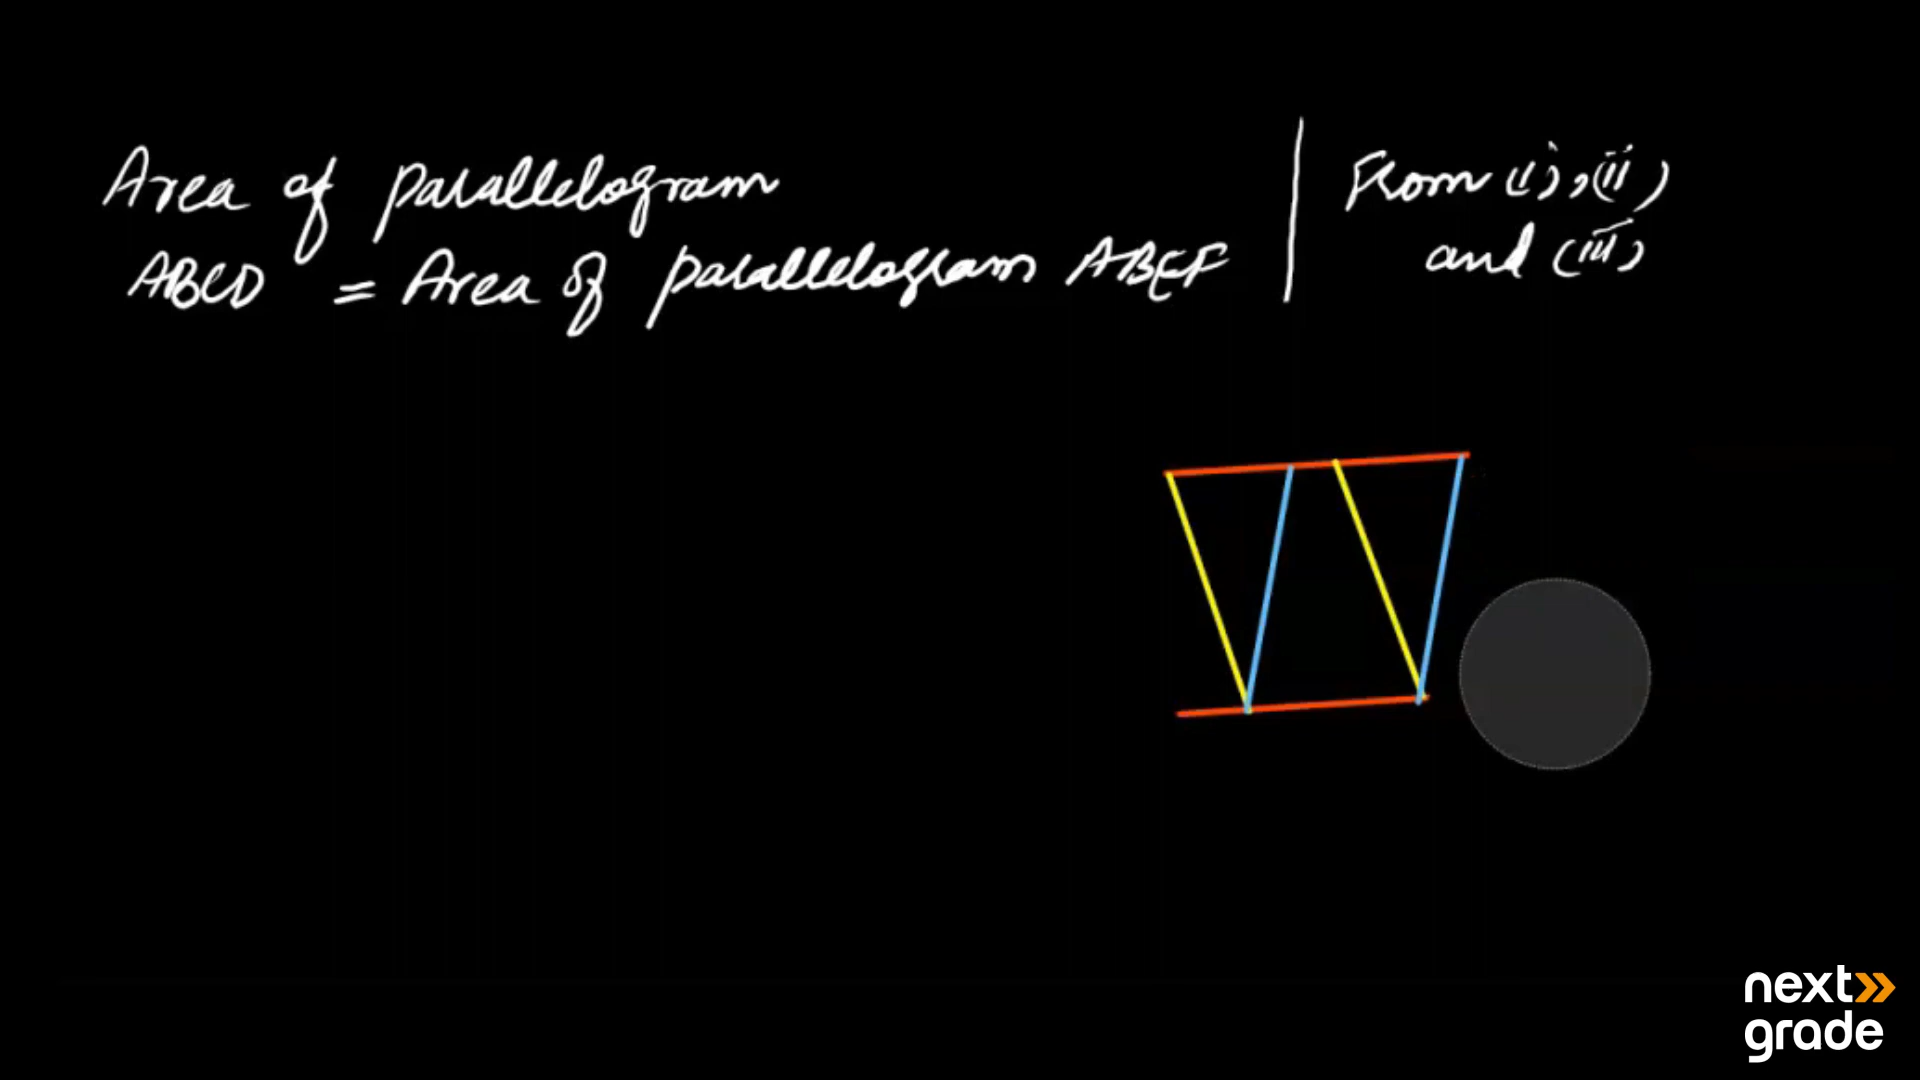 Area of parallelogram
ABCD = Area of parallelogram ABEF
From (i), (ii)
and (iii)
next
grade